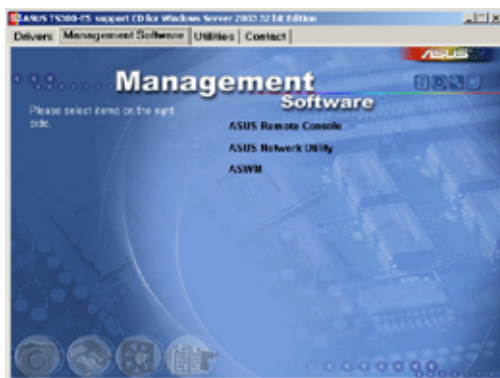 ASUS TS300-E5 support CD for Windows Server 2003 32 bit Edition
Drivers Management Software Utilities Contact
ASUS
Management
Software
Please select items on the right
side.
ASUS Remote Console
ASUS Network Utility
ASWM